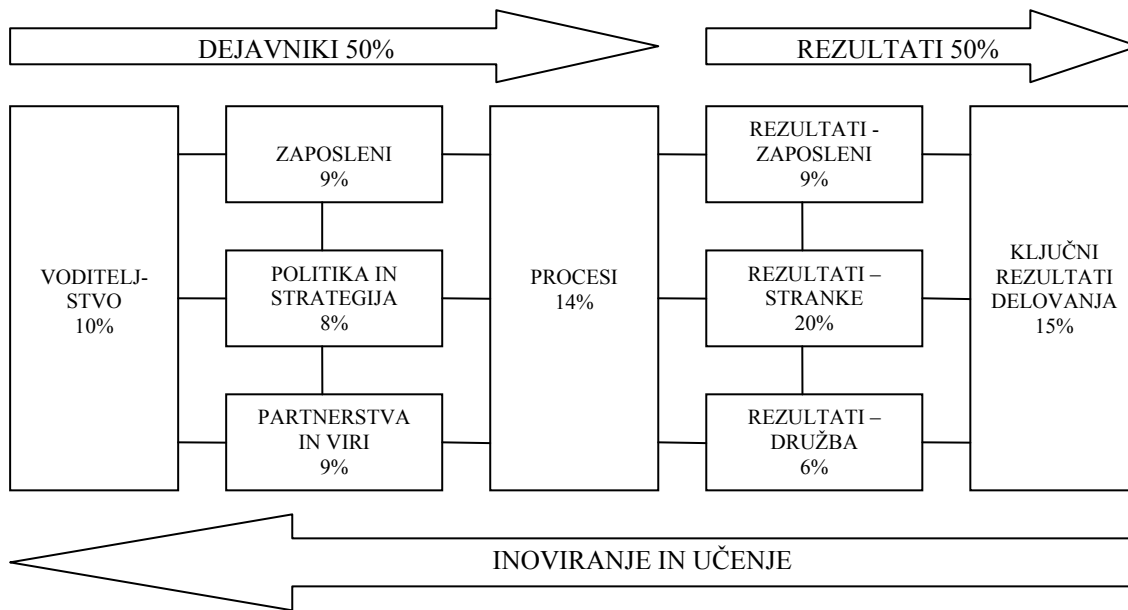 DEJAVNIKI 50%
REZULTATI 50%
VODITELJ-
STVO
10%
ZAPOSLENI
9%
POLITIKA IN
STRATEGIJA
8%
PARTNERSTVA
IN VIRI
9%
PROCESI
14%
REZULTATI -
ZAPOSLENI
9%
REZULTATI –
STRANKE
20%
REZULTATI –
DRUŽBA
6%
KLJUČNI
REZULTATI
DELOVANJA
15%
INOVIRANJE IN UČENJE